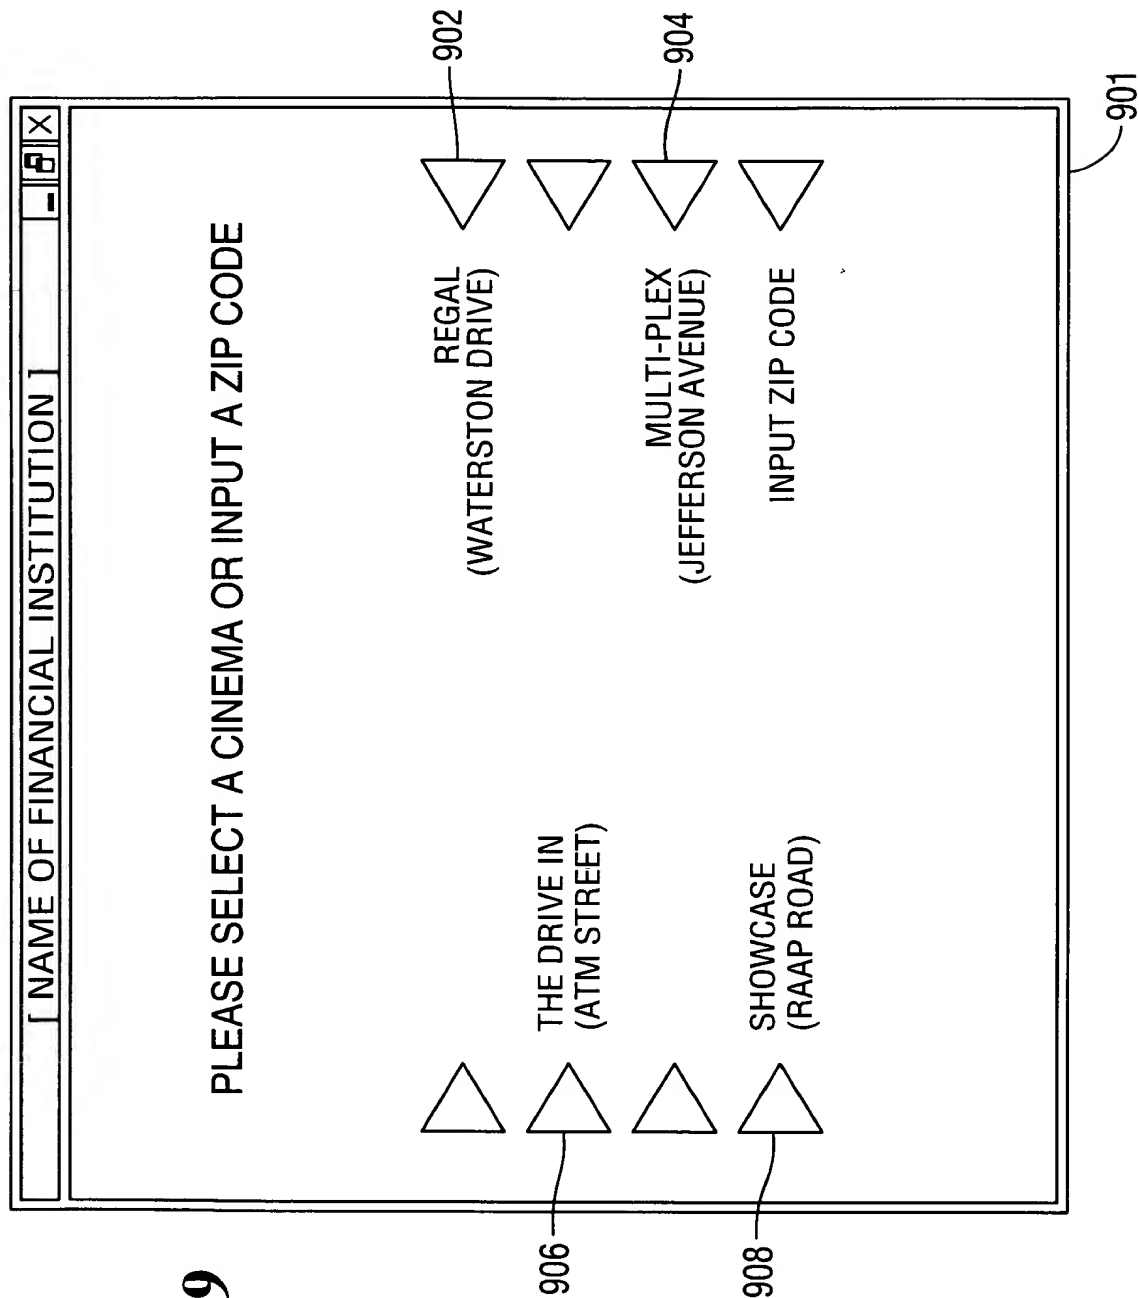 9
[ NAME OF FINANCIAL INSTITUTION ]
X
PLEASE SELECT A CINEMA OR INPUT A ZIP CODE
REGAL
(WATERSTON DRIVE)
902
906
THE DRIVE IN
(ATM STREET)
MULTI-PLEX
(JEFFERSON AVENUE)
904
908
SHOWCASE
(RAAP ROAD)
INPUT ZIP CODE
901